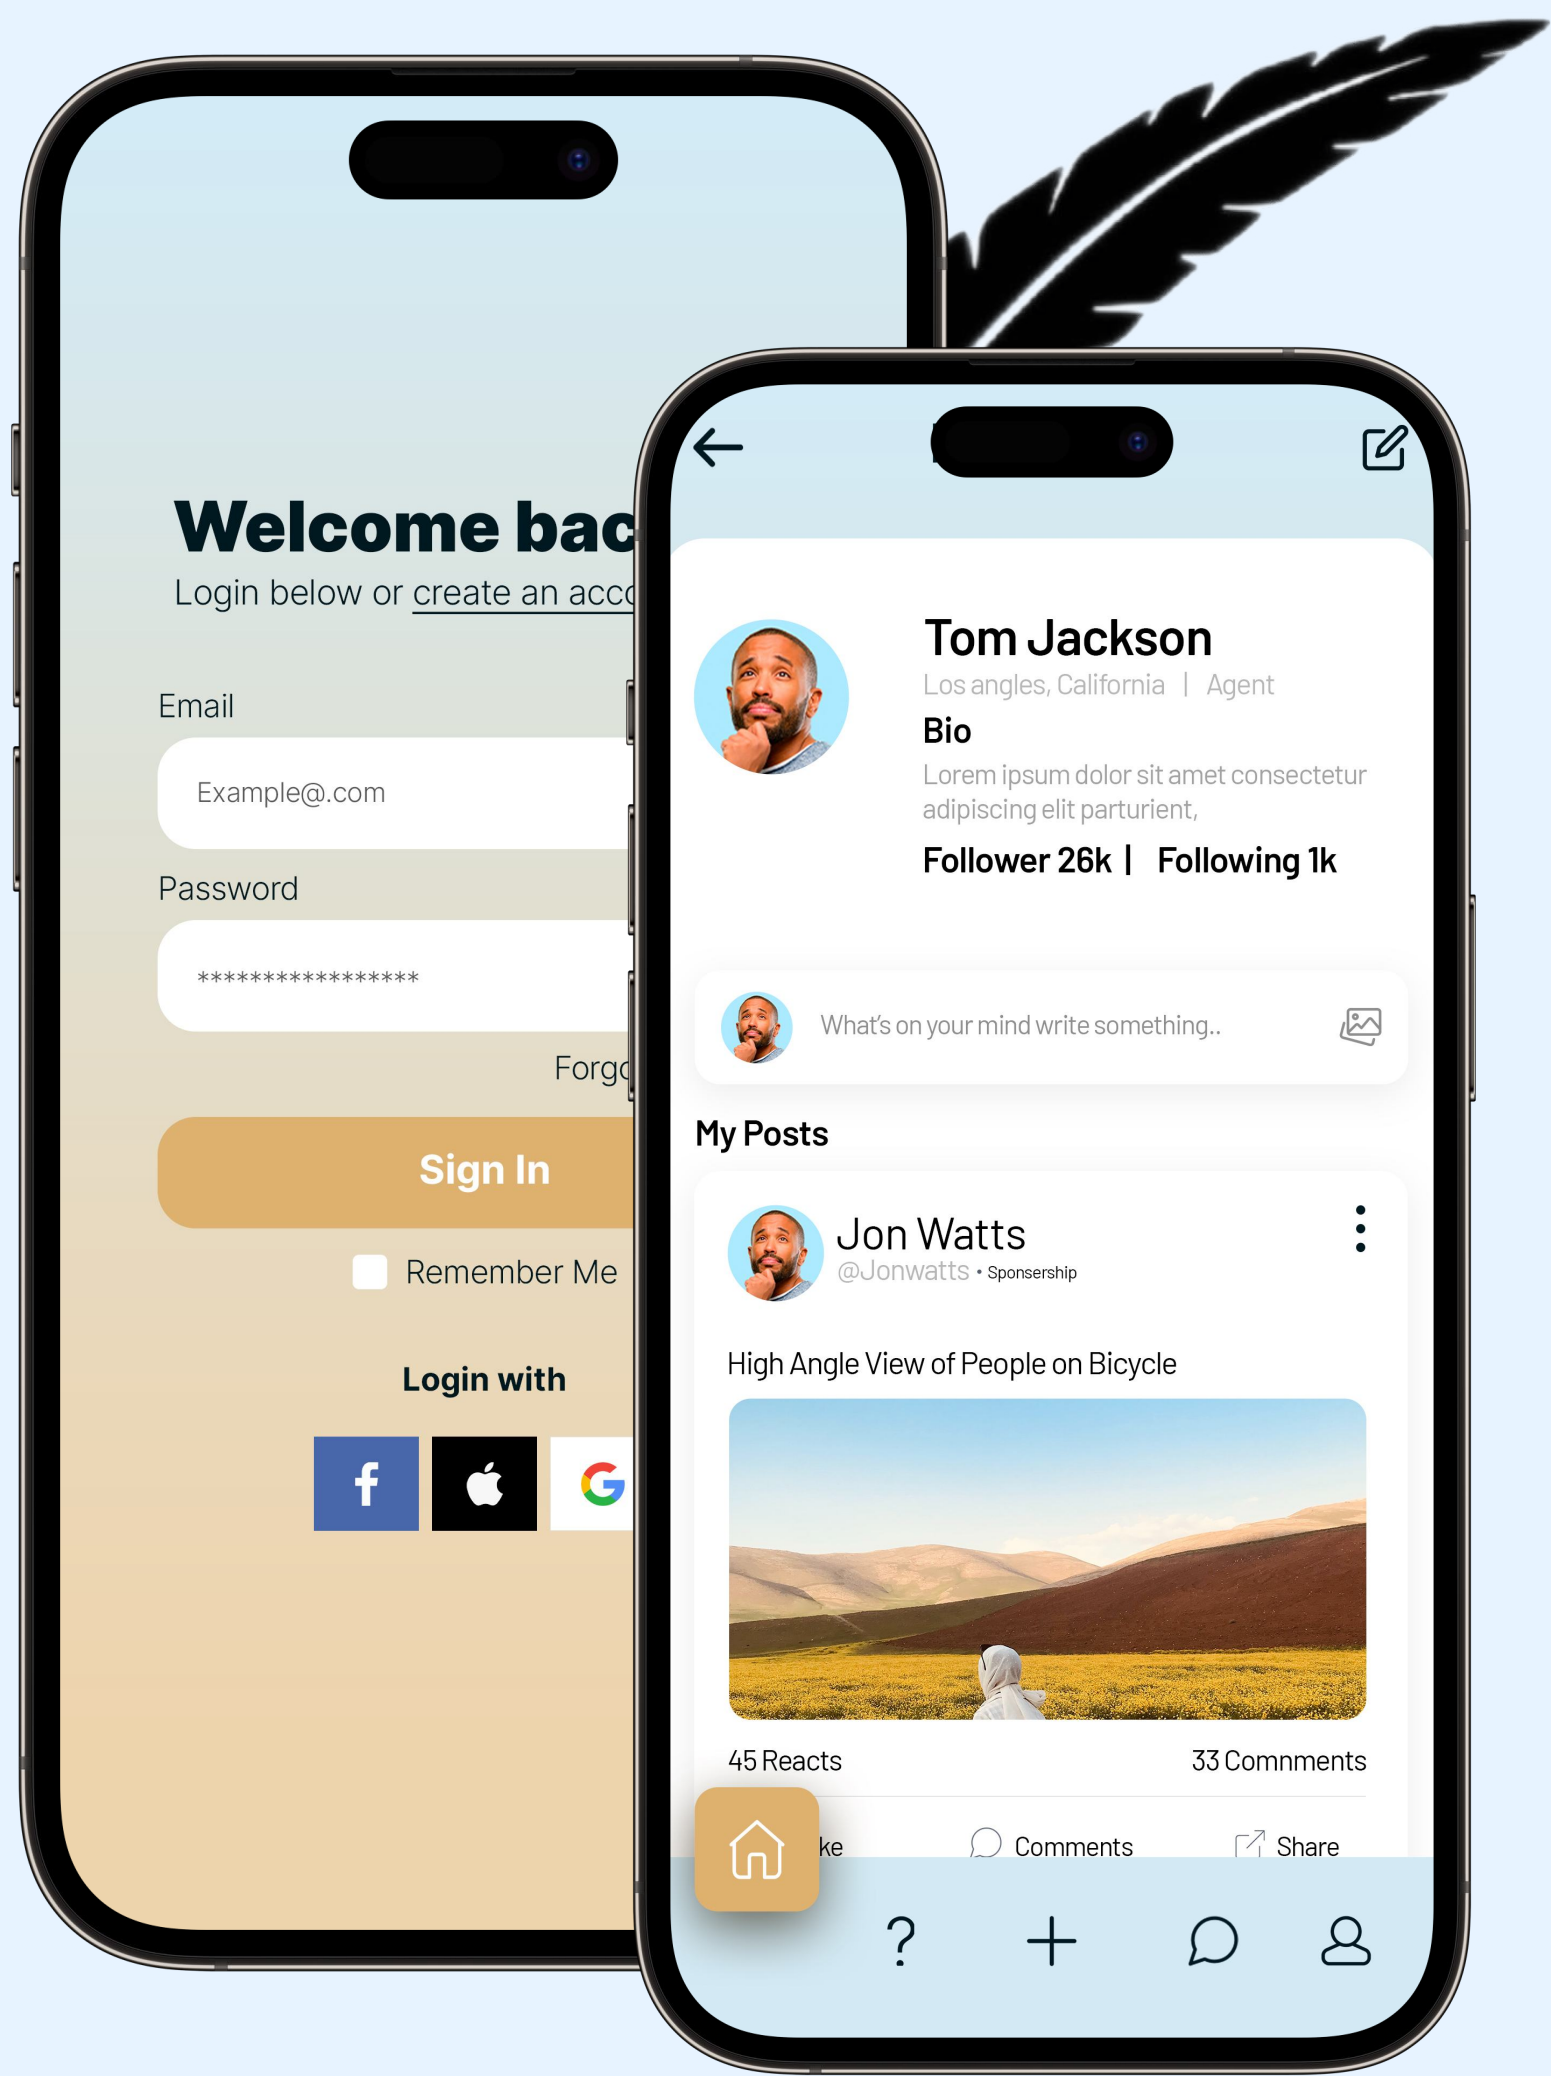 Welcome bac
Login below or create an acco
Email
Example@.com
Password
*****************
Forgo
Sign In
Remember Me
Login with
Tom Jackson
Los angles, California | Agent
Bio
Lorem ipsum dolor sit amet consectetur
adipiscing elit parturient,
Follower 26k | Following 1k
What's on your mind write something..
My Posts
Jon Watts
@Jonwatts • Sponsership
High Angle View of People on Bicycle
45 Reacts 33 Comnments
ke Comments Share